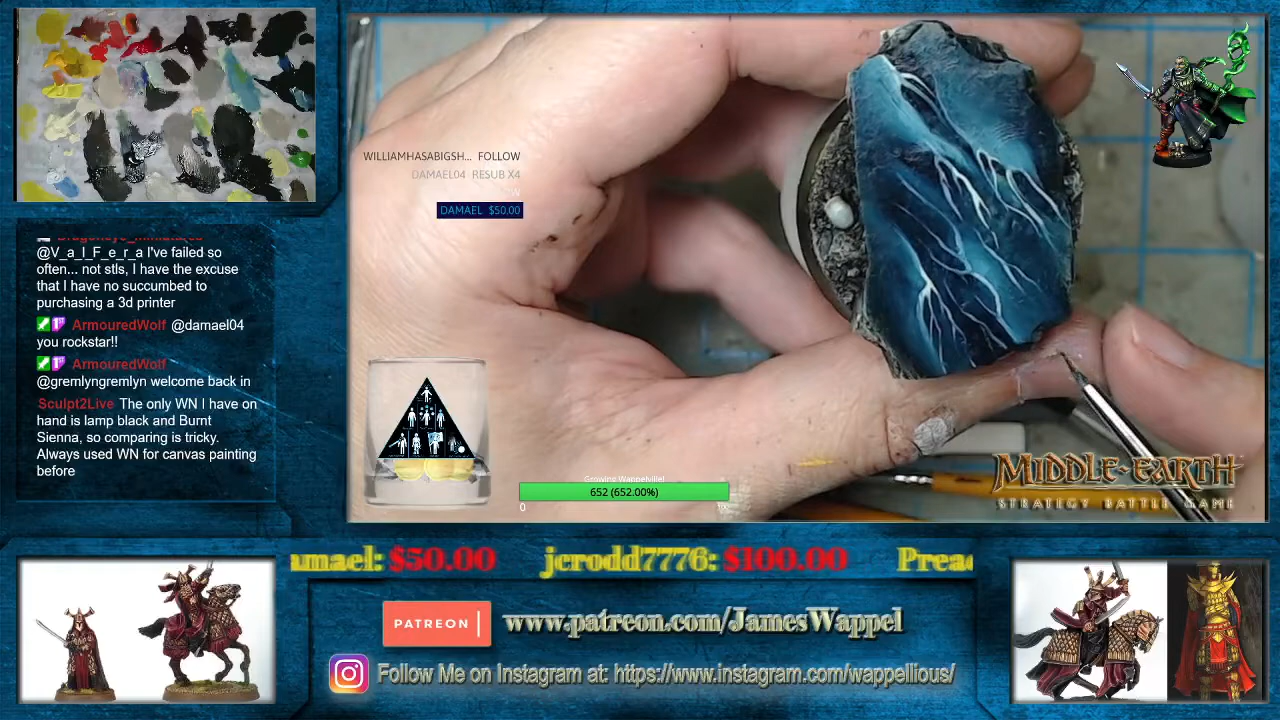 @V_a_l_F_e_r_a I've failed so
often... not stls, I have the excuse
that I have no succumbed to
purchasing a 3d printer
ArmouredWolf @damael04
you rockstar!!
ArmouredWolf
@gremlyngremlyn welcome back in
Sculpt2Live The only WN I have on
hand is lamp black and Burnt
Sienna, so comparing is tricky.
Always used WN for canvas painting
before
WILLIAMHASABIGSH... FOLLOW
DAMAEL04 RESUB X4
DAMAEL $50.00
Growing Wappelville!
652 (652.00%)
0
MIDDLE-EARTH
STRATEGY BATTLE GAME
amael: $50.00 jcrodd7776: $100.00 Preac
PATREON
www.patreon.com/JamesWappel
Follow Me on Instagram at: https://www.instagram.com/wappellious/